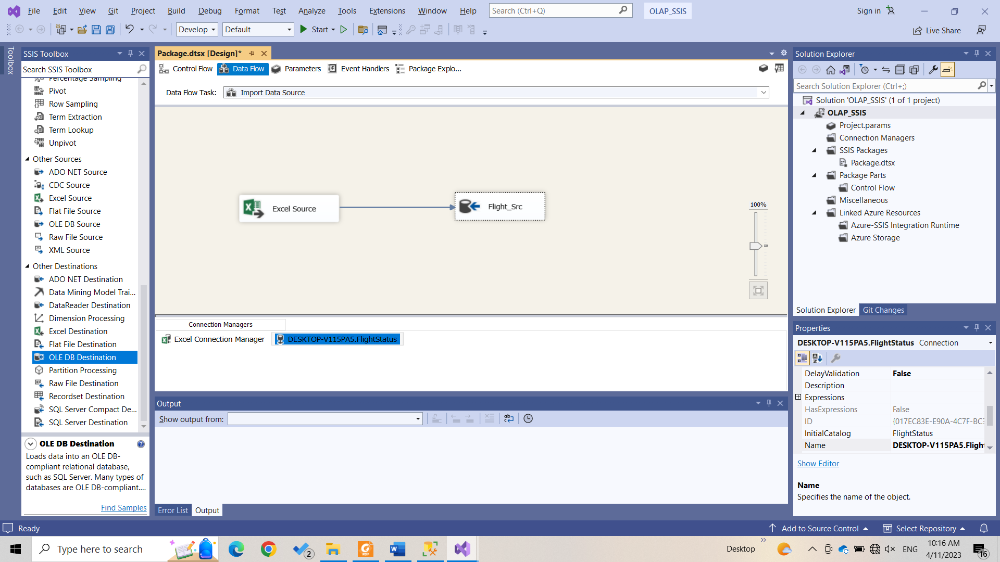 File Edit View Git Project Build Debug Format Test Analyze Tools Extensions Window Help Search (Ctrl+Q) OLAP_SSIS Sign in
Develop Default Start Live Share
Toolbox
SSIS Toolbox
Search SSIS Toolbox
Percentage Sampling
Pivot
Row Sampling
Term Extraction
Term Lookup
Unpivot
Other Sources
ADO NET Source
CDC Source
Excel Source
Flat File Source
OLE DB Source
Raw File Source
XML Source
Other Destinations
ADO NET Destination
Data Mining Model Trai...
DataReader Destination
Dimension Processing
Excel Destination
Flat File Destination
OLE DB Destination
Partition Processing
Raw File Destination
Recordset Destination
SQL Server Compact De...
SQL Server Destination
OLE DB Destination
Loads data into an OLE DB-
compliant relational database,
such as SQL Server. Many types of
databases are OLE DB-compliant....
Find Samples
Package.dtsx [Design]*
Control Flow Data Flow Parameters Event Handlers Package Explo...
Data Flow Task: Import Data Source
Excel Source
Flight_Src
100%
Connection Managers
Excel Connection Manager DESKTOP-V115PA5.FlightStatus
Output
Show output from:
Error List Output
Solution Explorer
Search Solution Explorer (Ctrl+;)
Solution 'OLAP_SSIS' (1 of 1 project)
OLAP_SSIS
Project.params
Connection Managers
SSIS Packages
Package.dtsx
Package Parts
Control Flow
Miscellaneous
Linked Azure Resources
Azure-SSIS Integration Runtime
Azure Storage
Solution Explorer Git Changes
Properties
DESKTOP-V115PA5.FlightStatus Connection
DelayValidation False
Description
Expressions
HasExpressions False
ID {017EC83E-E90A-4C7F-BC3
InitialCatalog FlightStatus
Name DESKTOP-V115PA5.Fligh
Show Editor
Name
Specifies the name of the object.
Ready Add to Source Control Select Repository
Type here to search 2 Desktop ENG 10:16 AM
4/11/2023 16